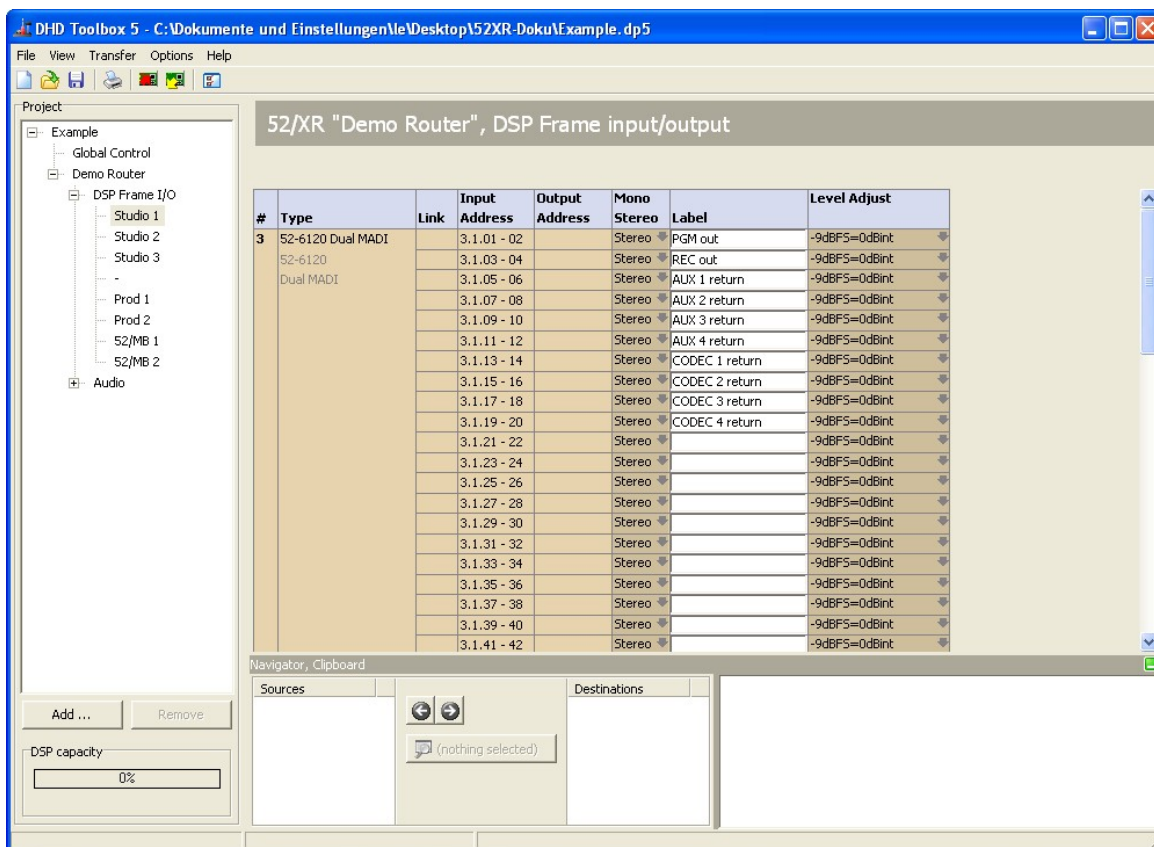 DHD Toolbox 5 - C:\Dokumente und Einstellungen\le\Desktop\52XR-Doku\Example.dp5
File View Transfer Options Help
Project
Example
Global Control
Demo Router
DSP Frame I/O
Studio 1
Studio 2
Studio 3
-
Prod 1
Prod 2
52/MB 1
52/MB 2
Audio
Add ... Remove
DSP capacity
0%
52/XR "Demo Router", DSP Frame input/output
# Type Link Input Address Output Address Mono Stereo Label Level Adjust
3 52-6120 Dual MADI 3.1.01 - 02 Stereo PGM out -9dBFS=0dBint
52-6120 3.1.03 - 04 Stereo REC out -9dBFS=0dBint
Dual MADI 3.1.05 - 06 Stereo AUX 1 return -9dBFS=0dBint
3.1.07 - 08 Stereo AUX 2 return -9dBFS=0dBint
3.1.09 - 10 Stereo AUX 3 return -9dBFS=0dBint
3.1.11 - 12 Stereo AUX 4 return -9dBFS=0dBint
3.1.13 - 14 Stereo CODEC 1 return -9dBFS=0dBint
3.1.15 - 16 Stereo CODEC 2 return -9dBFS=0dBint
3.1.17 - 18 Stereo CODEC 3 return -9dBFS=0dBint
3.1.19 - 20 Stereo CODEC 4 return -9dBFS=0dBint
3.1.21 - 22 Stereo -9dBFS=0dBint
3.1.23 - 24 Stereo -9dBFS=0dBint
3.1.25 - 26 Stereo -9dBFS=0dBint
3.1.27 - 28 Stereo -9dBFS=0dBint
3.1.29 - 30 Stereo -9dBFS=0dBint
3.1.31 - 32 Stereo -9dBFS=0dBint
3.1.33 - 34 Stereo -9dBFS=0dBint
3.1.35 - 36 Stereo -9dBFS=0dBint
3.1.37 - 38 Stereo -9dBFS=0dBint
3.1.39 - 40 Stereo -9dBFS=0dBint
3.1.41 - 42 Stereo -9dBFS=0dBint
Navigator, Clipboard
Sources Destinations
(nothing selected)